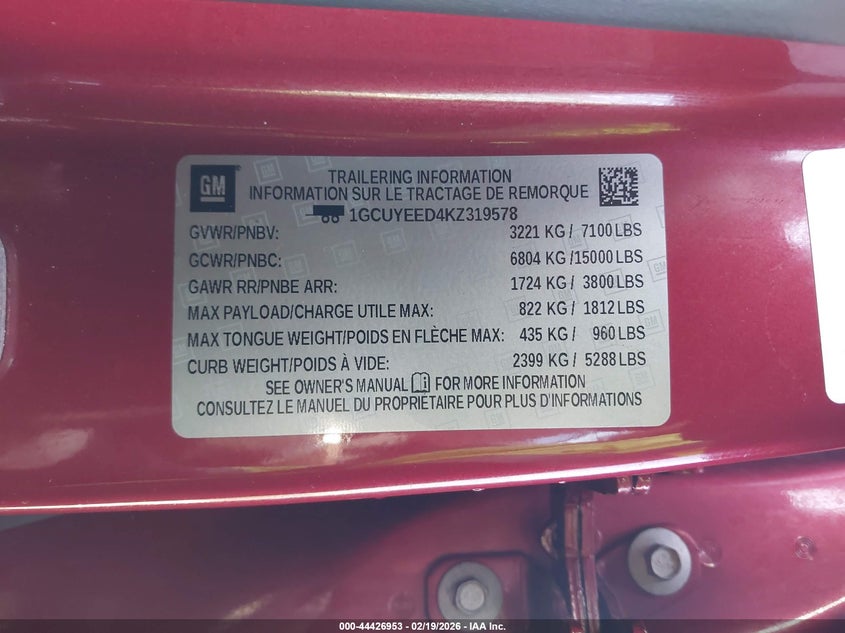 GM
TRAILERING INFORMATION
INFORMATION SUR LE TRACTAGE DE REMORQUE
1GCUYEED4KZ319578
GVWR/PNBV: 3221 KG / 7100 LBS
GCWR/PNBC: 6804 KG /15000 LBS
GAWR RR/PNBE ARR: 1724 KG / 3800 LBS
MAX PAYLOAD/CHARGE UTILE MAX: 822 KG / 1812 LBS
MAX TONGUE WEIGHT/POIDS EN FLÈCHE MAX: 435 KG / 960 LBS
CURB WEIGHT/POIDS À VIDE: 2399 KG / 5288 LBS
SEE OWNER'S MANUAL FOR MORE INFORMATION
CONSULTEZ LE MANUEL DU PROPRIÉTAIRE POUR PLUS D'INFORMATIONS
000-44426953 - 02/19/2026 - IAA Inc.